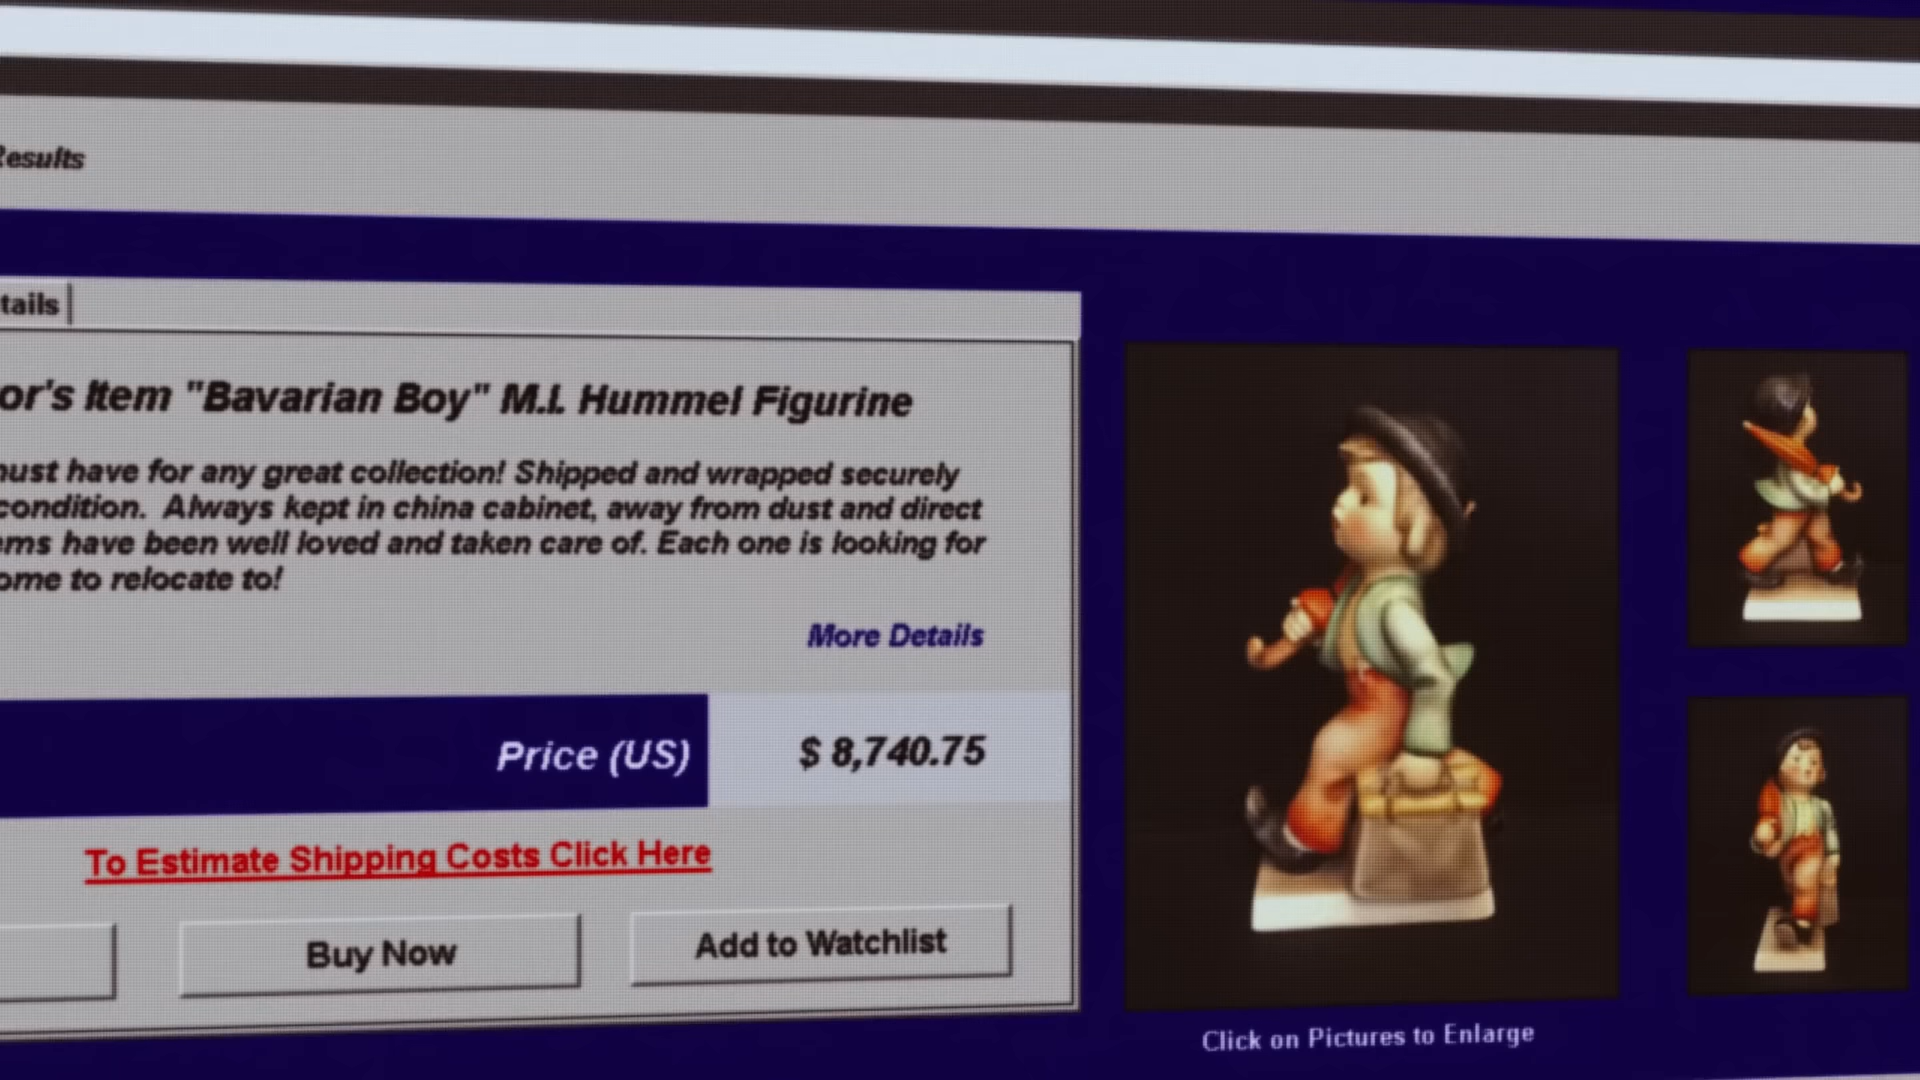 Results
tails
or's Item "Bavarian Boy" M.I. Hummel Figurine
must have for any great collection! Shipped and wrapped securely
condition. Always kept in china cabinet, away from dust and direct
ems have been well loved and taken care of. Each one is looking for
ome to relocate to!
More Details
Price (US)
$ 8,740.75
To Estimate Shipping Costs Click Here
Buy Now
Add to Watchlist
Click on Pictures to Enlarge